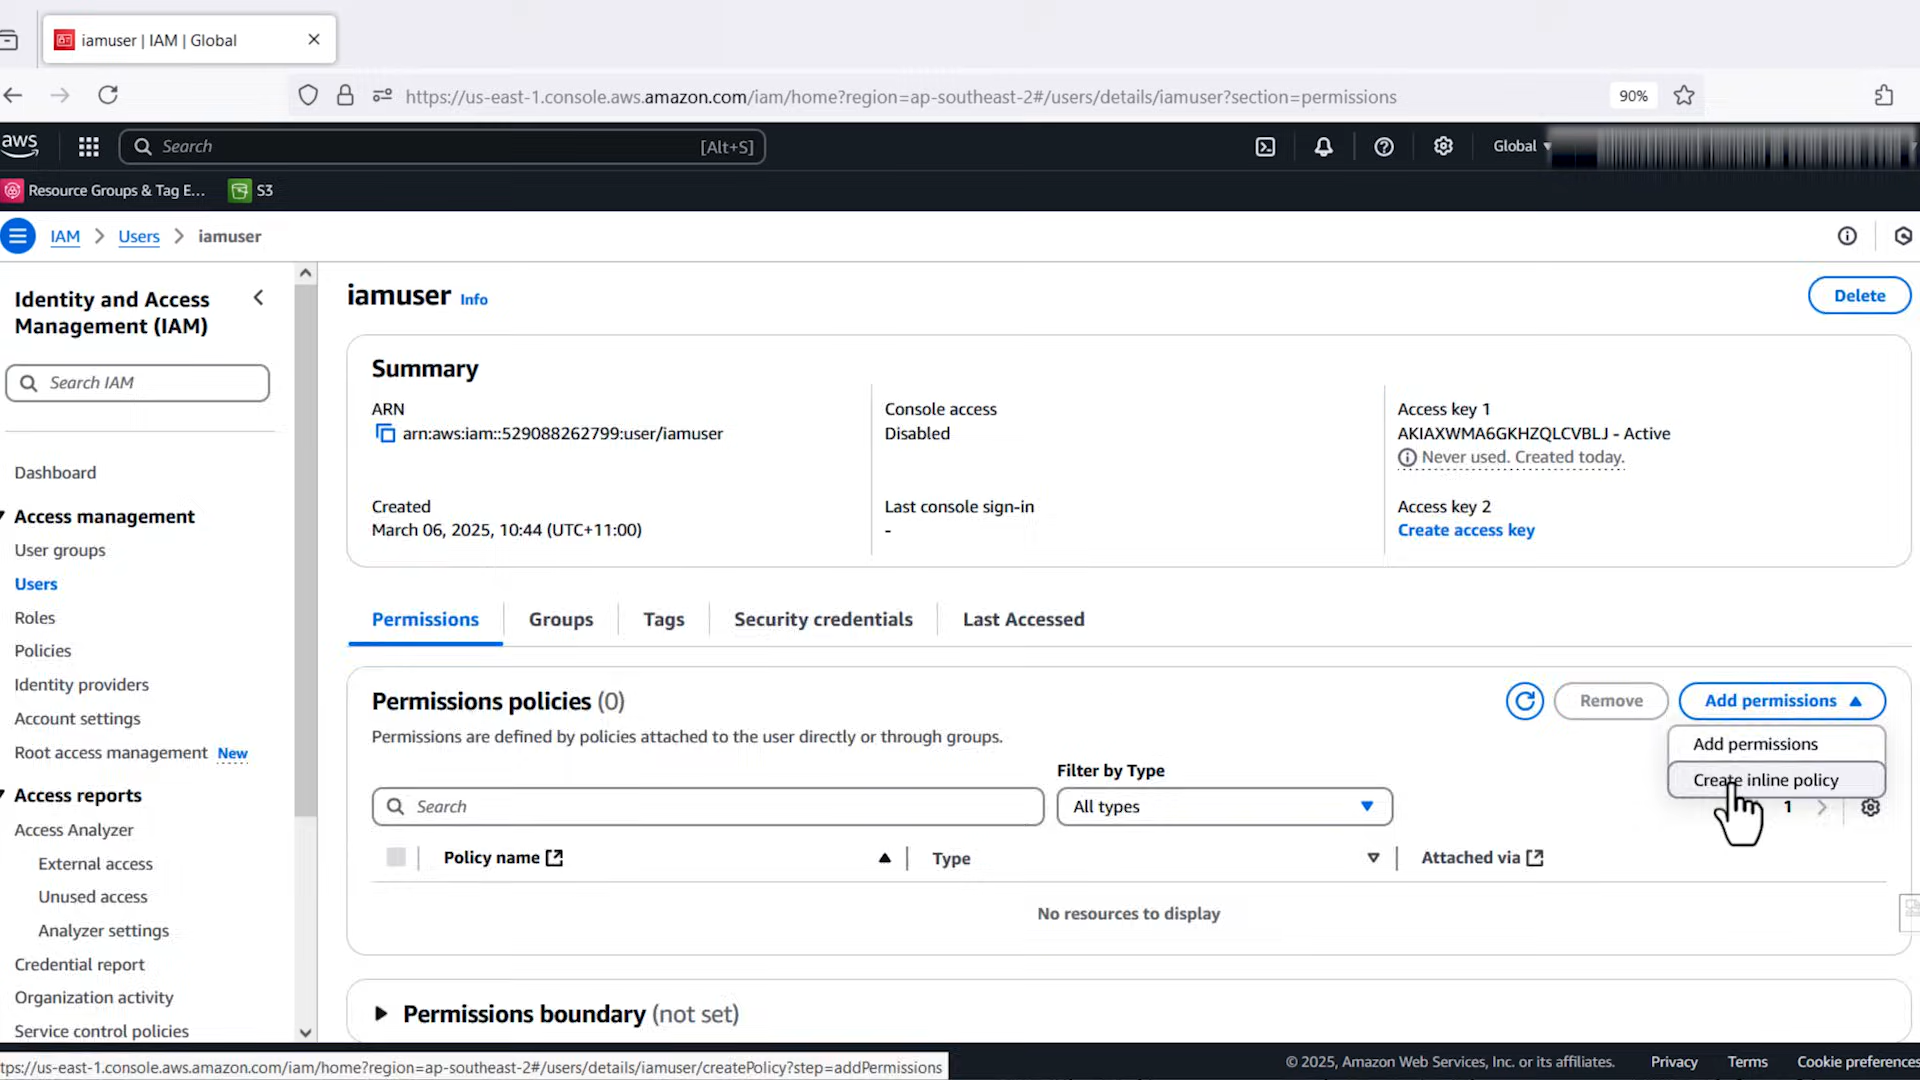 iamuser | IAM | Global
https://us-east-1.console.aws.amazon.com/iam/home?region=ap-southeast-2#/users/details/iamuser?section=permissions
90%
aws
Search
[Alt+S]
Global
Resource Groups & Tag E...
S3
IAM
Users
iamuser
Identity and Access
Management (IAM)
Search IAM
Dashboard
Access management
User groups
Users
Roles
Policies
Identity providers
Account settings
Root access management New
Access reports
Access Analyzer
External access
Unused access
Analyzer settings
Credential report
Organization activity
Service control policies
iamuser Info
Delete
Summary
ARN
arn:aws:iam::529088262799:user/iamuser
Created
March 06, 2025, 10:44 (UTC+11:00)
Console access
Disabled
Last console sign-in
-
Access key 1
AKIAXWMA6GKHZQLCVBLJ - Active
Never used. Created today.
Access key 2
Create access key
Permissions
Groups
Tags
Security credentials
Last Accessed
Permissions policies (0)
Remove
Add permissions
Permissions are defined by policies attached to the user directly or through groups.
Add permissions
Create inline policy
Filter by Type
Search
All types
1
Policy name
Type
Attached via
No resources to display
Permissions boundary (not set)
tps://us-east-1.console.aws.amazon.com/iam/home?region=ap-southeast-2#/users/details/iamuser/createPolicy?step=addPermissions
© 2025, Amazon Web Services, Inc. or its affiliates.
Privacy
Terms
Cookie preferences